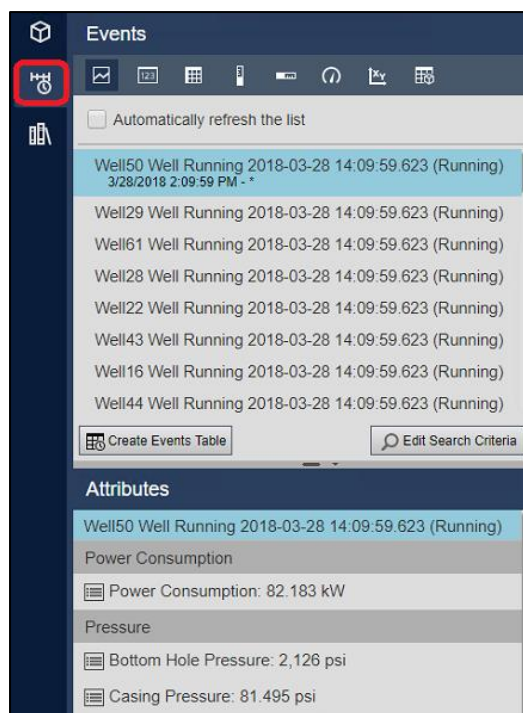 Events
123
XY
Automatically refresh the list
Well50 Well Running 2018-03-28 14:09:59.623 (Running)
3/28/2018 2:09:59 PM - *
Well29 Well Running 2018-03-28 14:09:59.623 (Running)
Well61 Well Running 2018-03-28 14:09:59.623 (Running)
Well28 Well Running 2018-03-28 14:09:59.623 (Running)
Well22 Well Running 2018-03-28 14:09:59.623 (Running)
Well43 Well Running 2018-03-28 14:09:59.623 (Running)
Well16 Well Running 2018-03-28 14:09:59.623 (Running)
Well44 Well Running 2018-03-28 14:09:59.623 (Running)
Create Events Table Edit Search Criteria
Attributes
Well50 Well Running 2018-03-28 14:09:59.623 (Running)
Power Consumption
Power Consumption: 82.183 kW
Pressure
Bottom Hole Pressure: 2,126 psi
Casing Pressure: 81.495 psi